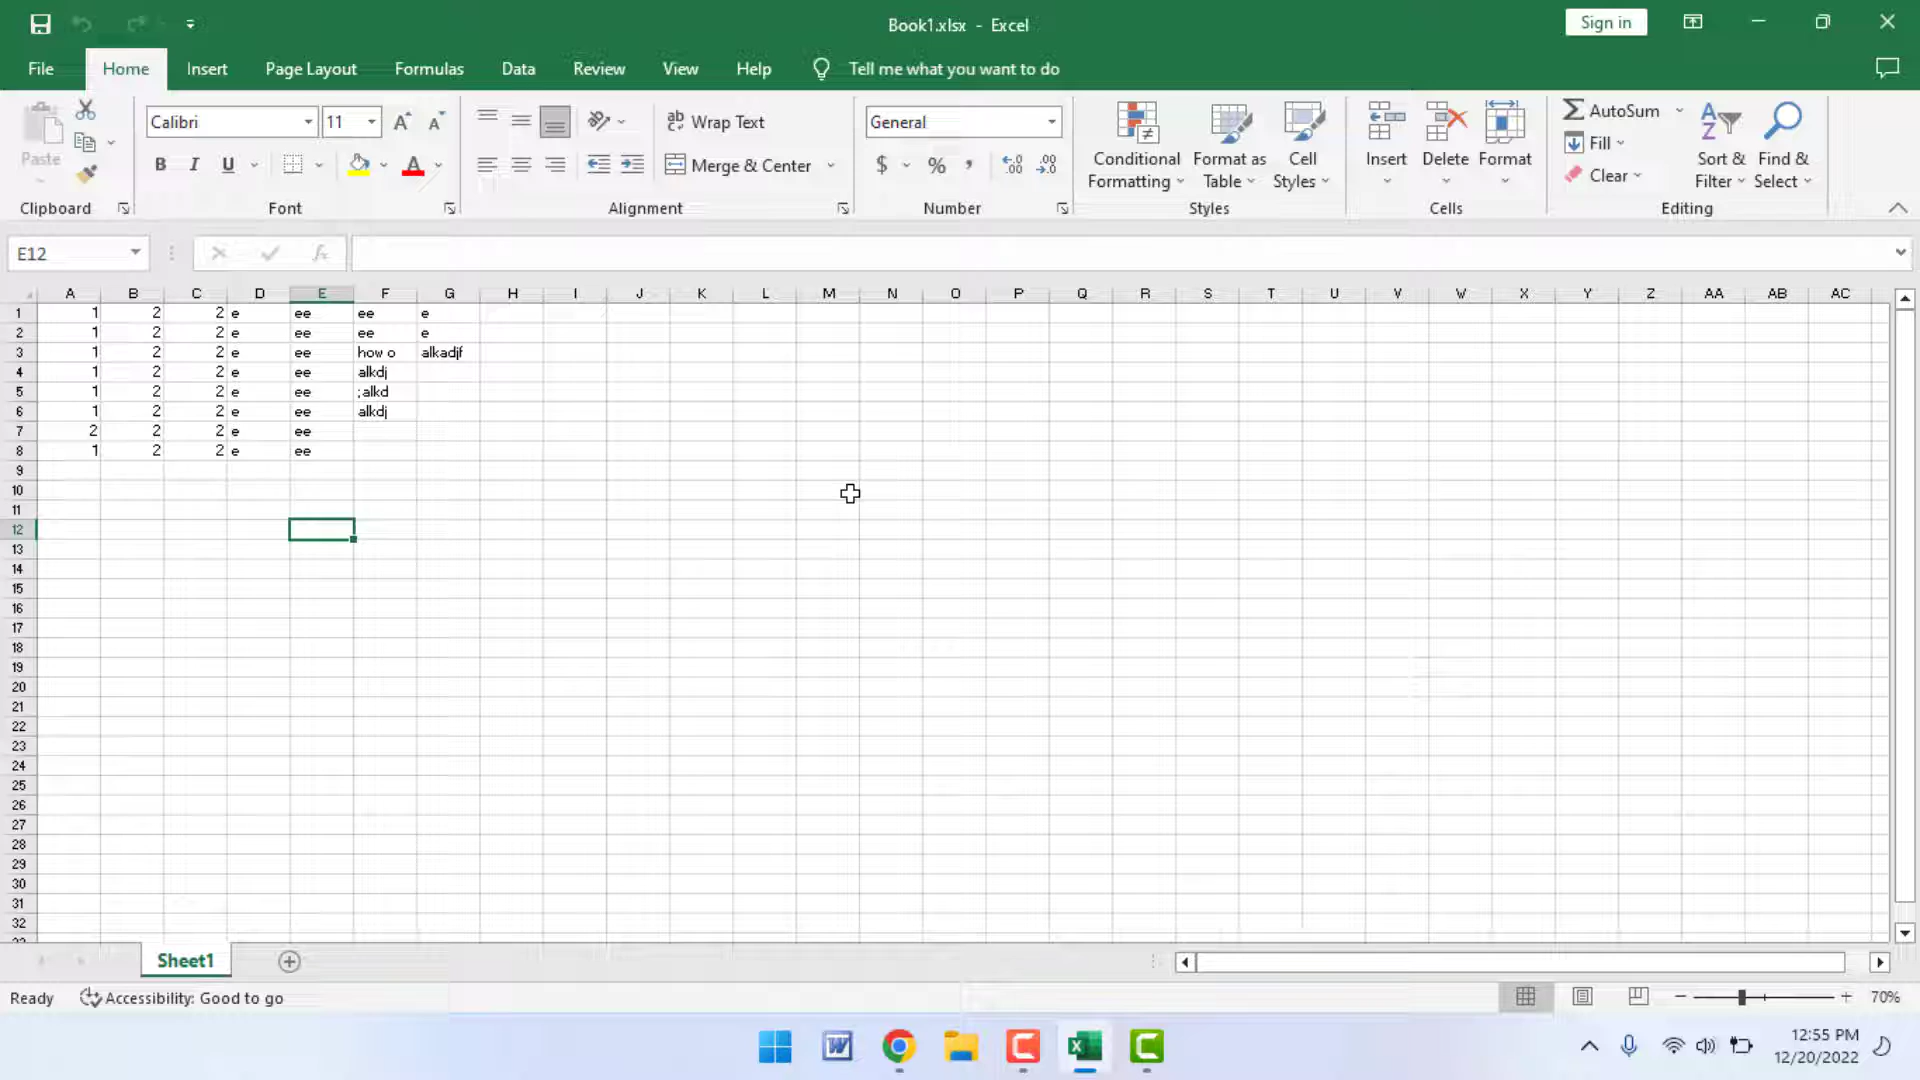 Book1.xlsx - Excel
Sign in
File Home Insert Page Layout Formulas Data Review View Help Tell me what you want to do
Paste
Calibri 11
B I U
Wrap Text
Merge & Center
General
$ % ,
Conditional Formatting
Format as Table
Cell Styles
Insert
Delete
Format
AutoSum
Fill
Clear
Sort & Filter
Find & Select
Clipboard Font Alignment Number Styles Cells Editing
E12 fx
A B C D E F G H I J K L M N O P Q R S T U V W X Y Z AA AB AC
1 1 2 2 e ee ee e
2 1 2 2 e ee ee e
3 1 2 2 e ee how o alkadjf
4 1 2 2 e ee alkdj
5 1 2 2 e ee ;alkd
6 1 2 2 e ee alkdj
7 2 2 2 e ee
8 1 2 2 e ee
9
10
11
12
13
14
15
16
17
18
19
20
21
22
23
24
25
26
27
28
29
30
31
32
Sheet1
Ready Accessibility: Good to go 70%
12:55 PM
12/20/2022